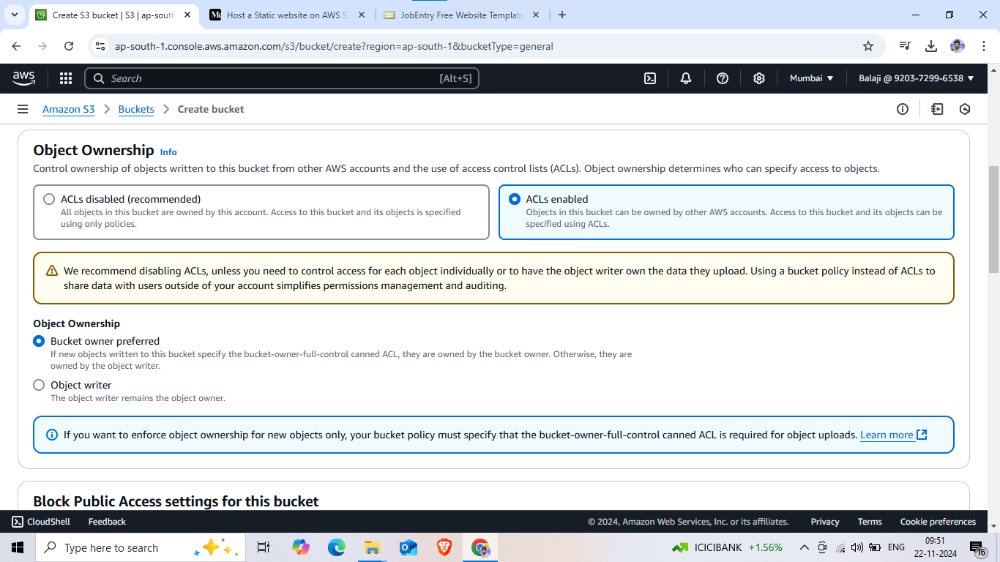 Create S3 bucket | S3 | ap-south
Host a Static website on AWS S
JobEntry Free Website Template
ap-south-1.console.aws.amazon.com/s3/bucket/create?region=ap-south-1&bucketType=general
aws
Search
[Alt+S]
Mumbai
Balaji @ 9203-7299-6538
Amazon S3
Buckets
Create bucket
Object Ownership Info
Control ownership of objects written to this bucket from other AWS accounts and the use of access control lists (ACLs). Object ownership determines who can specify access to objects.
ACLs disabled (recommended)
All objects in this bucket are owned by this account. Access to this bucket and its objects is specified
using only policies.
ACLs enabled
Objects in this bucket can be owned by other AWS accounts. Access to this bucket and its objects can be
specified using ACLs.
We recommend disabling ACLs, unless you need to control access for each object individually or to have the object writer own the data they upload. Using a bucket policy instead of ACLs to
share data with users outside of your account simplifies permissions management and auditing.
Object Ownership
Bucket owner preferred
If new objects written to this bucket specify the bucket-owner-full-control canned ACL, they are owned by the bucket owner. Otherwise, they are
owned by the object writer.
Object writer
The object writer remains the object owner.
If you want to enforce object ownership for new objects only, your bucket policy must specify that the bucket-owner-full-control canned ACL is required for object uploads. Learn more
Block Public Access settings for this bucket
CloudShell
Feedback
© 2024, Amazon Web Services, Inc. or its affiliates.
Privacy
Terms
Cookie preferences
Type here to search
ICICIBANK +1.56%
ENG
09:51
22-11-2024
16